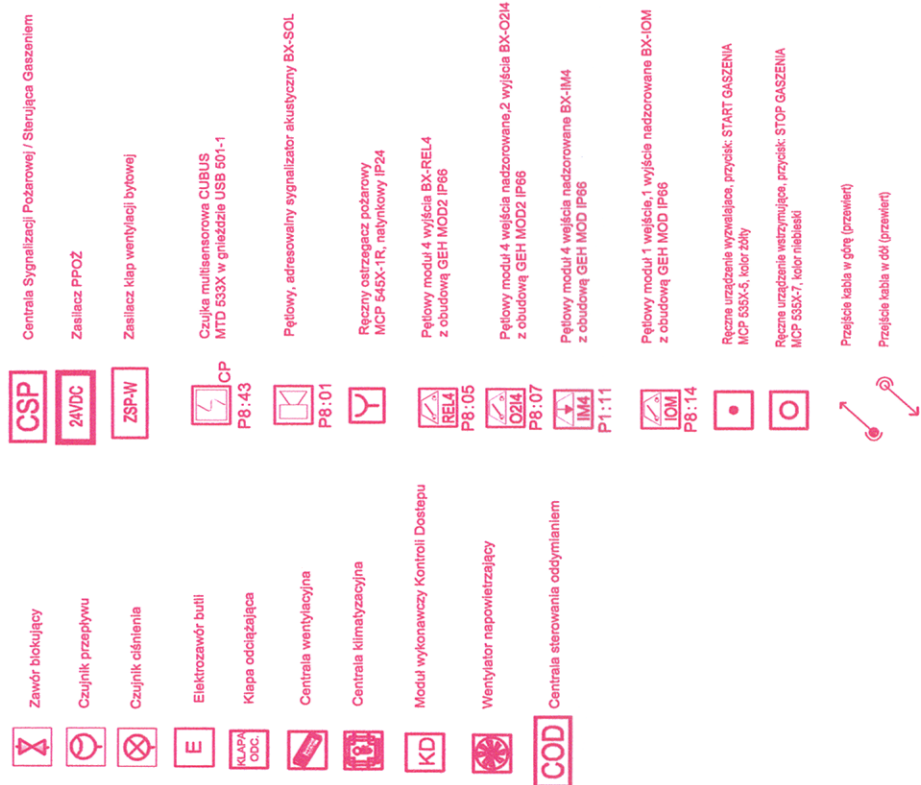 CSP
Centrala Sygnalizacji Pożarowej / Sterująca Gaszeniem
24VDC
Zasilacz PPOŻ
ZSP-W
Zasilacz klap wentylacji bytowej
CP
P8:43
Czujka multisensorowa CUBUS
MTD 533X w gnieździe USB 501-1
P8:01
Pętlowy, adresowalny sygnalizator akustyczny BX-SOL
Ręczny ostrzegacz pożarowy
MCP 545X-1R, natynkowy IP24
REL4
P8:05
Pętlowy moduł 4 wyjścia BX-REL4
z obudową GEH MOD2 IP66
O2I4
P8:07
Pętlowy moduł 4 wejścia nadzorowane,2 wyjścia BX-O2I4
z obudową GEH MOD2 IP66
IM4
P1:11
Pętlowy moduł 4 wejścia nadzorowane BX-IM4
z obudową GEH MOD IP66
IOM
P8:14
Pętlowy moduł 1 wejście,1 wyjście nadzorowane BX-IOM
z obudową GEH MOD IP66
Ręczne urządzenie wyzwalające, przycisk: START GASZENIA
MCP 535X-5, kolor żółty
Ręczne urządzenie wstrzymujące, przycisk: STOP GASZENIA
MCP 535X-7, kolor niebieski
Przejście kabla w górę (przewiert)
Przejście kabla w dół (przewiert)
Zawór blokujący
Czujnik przepływu
Czujnik ciśnienia
E
Elektrozawór butli
KLAPA
ODC.
Klapa odciążająca
Centrala wentylacyjna
Centrala klimatyzacyjna
KD
Moduł wykonawczy Kontroli Dostępu
Wentylator napowietrzający
COD
Centrala sterowania oddymianiem